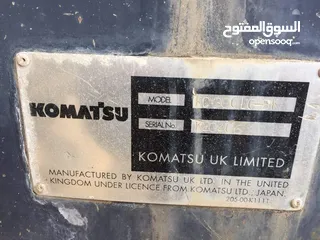 السوق المفتوح
opensooq.com
KOMATSU
MODEL
SERIAL No
KOMATSU UK LIMITED
MANUFACTURED BY KOMATSU UK LTD. IN THE UNITED
KINGDOM UNDER LICENCE FROM KOMATSU LTD., JAPAN.